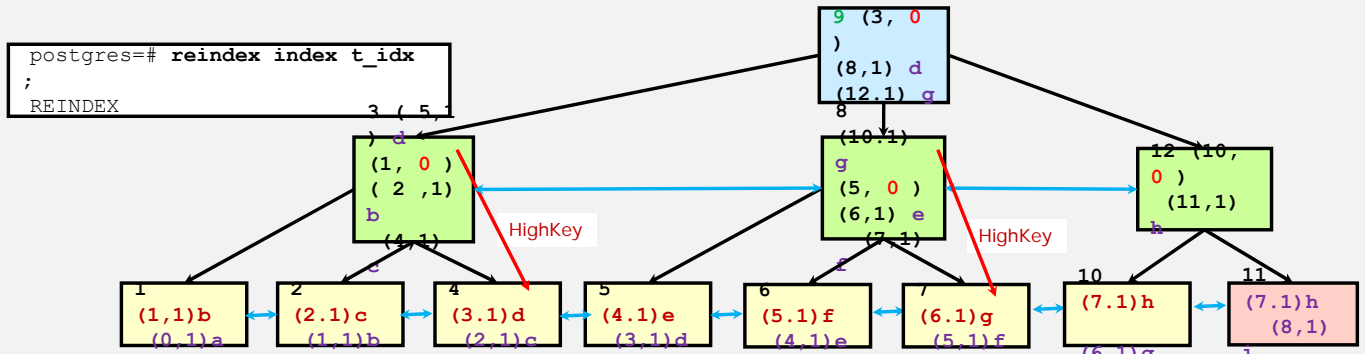 9 (3, 0
)
(8,1) d
(12.1) g
postgres=# reindex index t_idx
;
REINDEX
3 ( 5,1
) d
(1, 0 )
( 2 ,1)
b
(4,1)
c
8
(10.1)
g
(5, 0 )
(6,1) e
(7,1)
f
12 (10,
0 )
(11,1)
h
HighKey
HighKey
1
(1,1)b
(0,1)a
2
(2.1)c
(1,1)b
4
(3.1)d
(2,1)c
5
(4.1)e
(3,1)d
6
(5.1)f
(4,1)e
7
(6.1)g
(5,1)f
10
(7.1)h
(6,1)g
11
(7.1)h
(8,1)